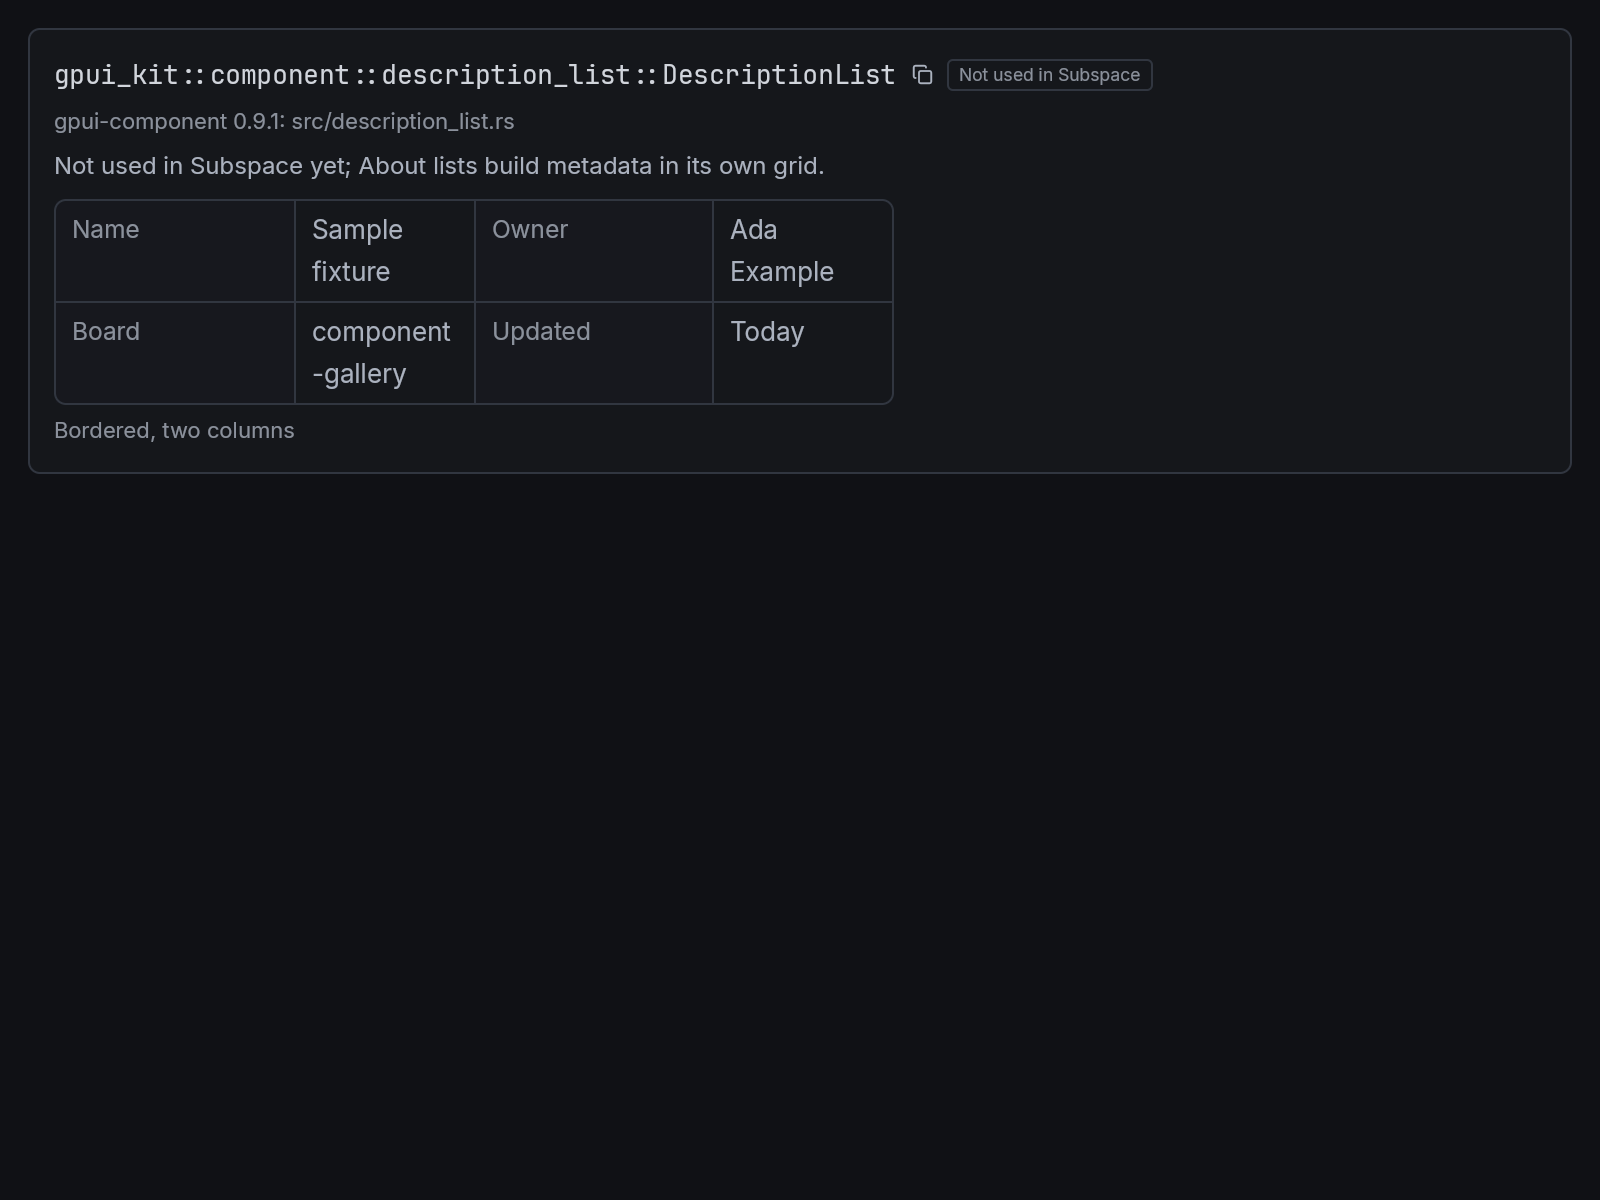 gpui_kit::component::description_list::DescriptionList Not used in Subspace
gpui-component 0.9.1: src/description_list.rs
Not used in Subspace yet; About lists build metadata in its own grid.
Name Sample fixture Owner Ada Example
Board component-gallery Updated Today
Bordered, two columns